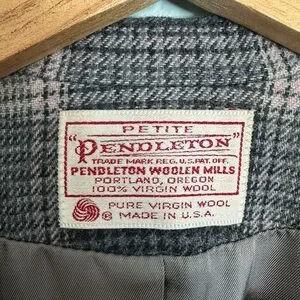 PETITE
"PENDLETON"
TRADE MARK REG. U.S. PAT. OFF.
PENDLETON WOOLEN MILLS
PORTLAND, OREGON
100% VIRGIN WOOL
PURE VIRGIN WOOL
® MADE IN U.S.A.